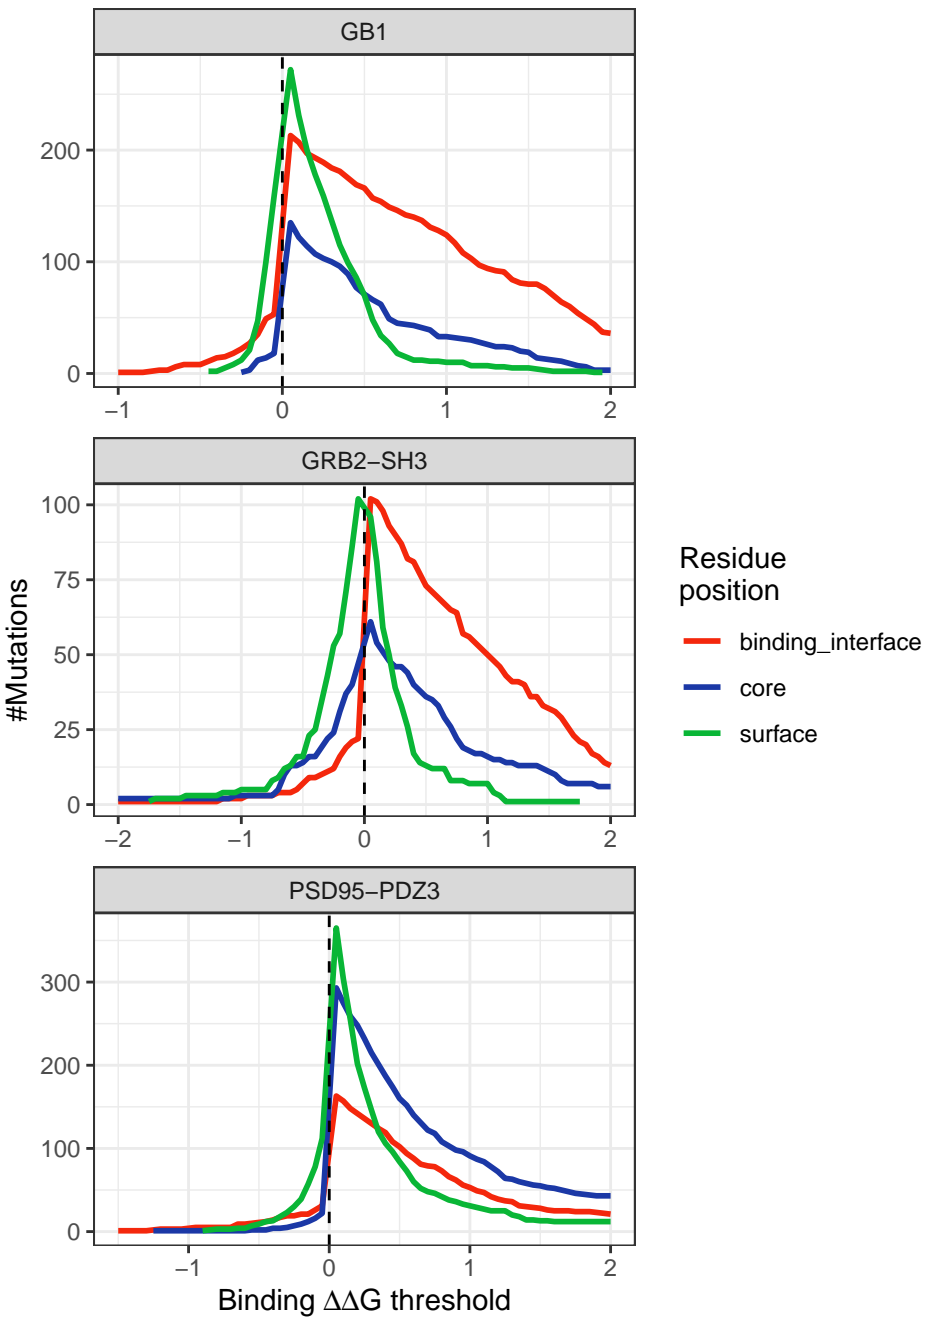 GB1
200
100
0
−1 0 1 2
GRB2−SH3
100
75
50
25
0
−2 −1 0 1 2
PSD95−PDZ3
300
200
100
0
−1 0 1 2
Binding ΔΔG threshold
#Mutations
Residue
position
binding_interface
core
surface